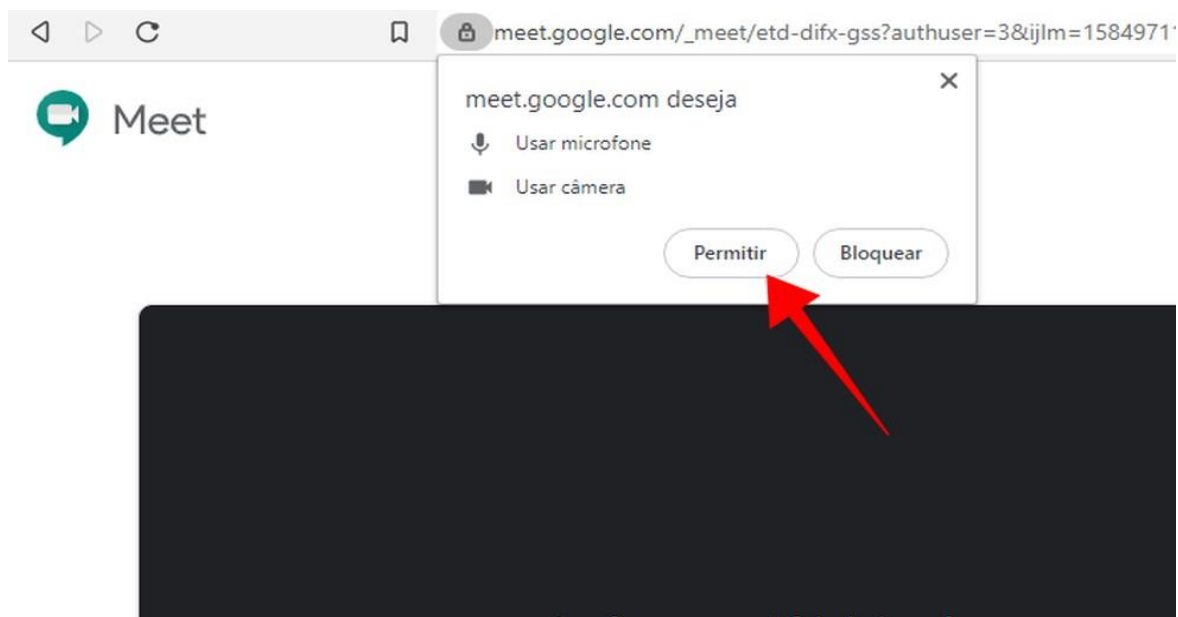 meet.google.com/_meet/etd-difx-gss?authuser=3&ijlm=1584971
Meet
meet.google.com deseja
Usar microfone
Usar câmera
Permitir
Bloquear